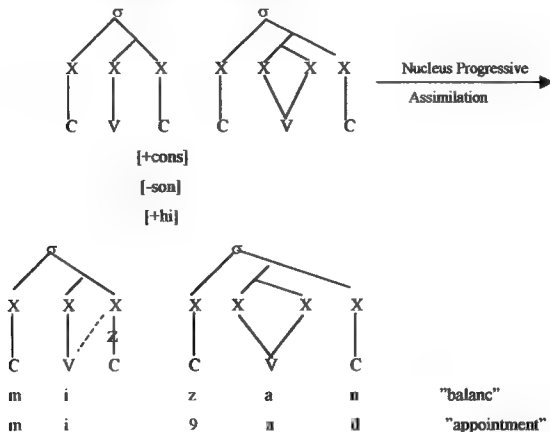 σ σ
X X X X X X X
Nucleus Progressive
Assimilation
C V C C V C
[+cons]
[-son]
[+hi]
σ σ
X X X X X X X
Z
C V C C V C
m i z a n "balanc"
m i 9 a d "appointment"